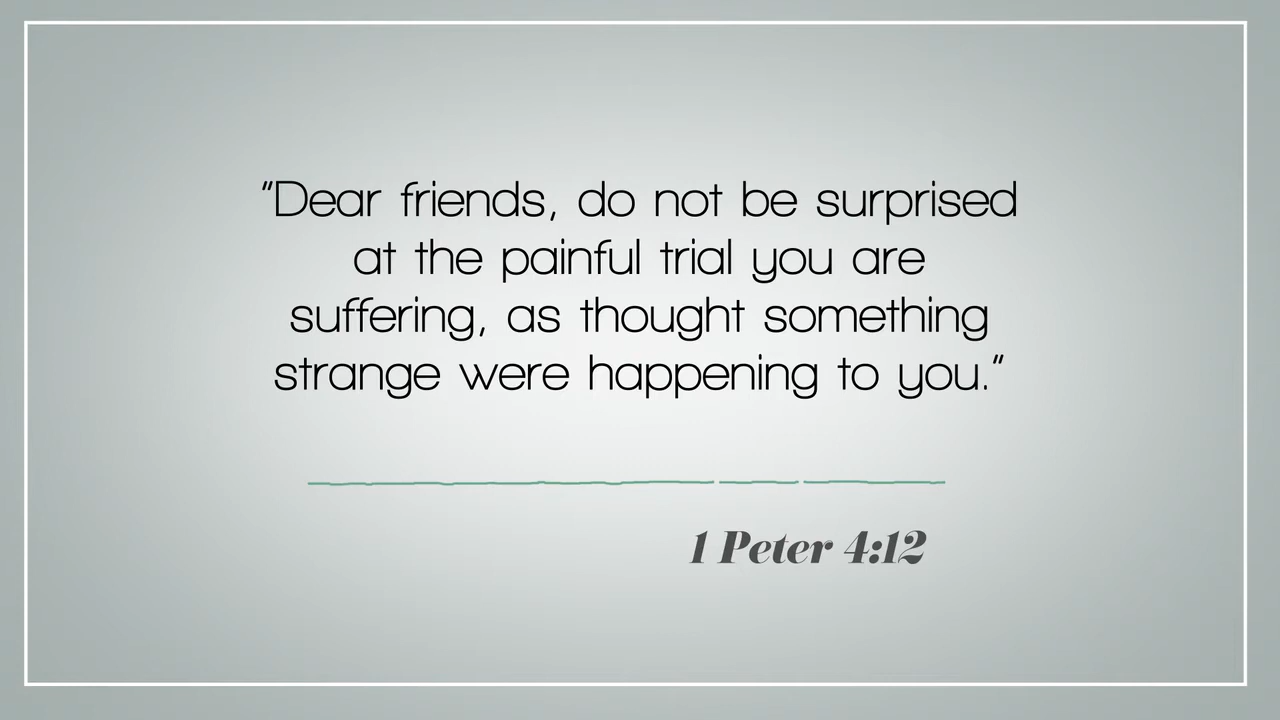 "Dear friends, do not be surprised
at the painful trial you are
suffering, as thought something
strange were happening to you."
1 Peter 4:12